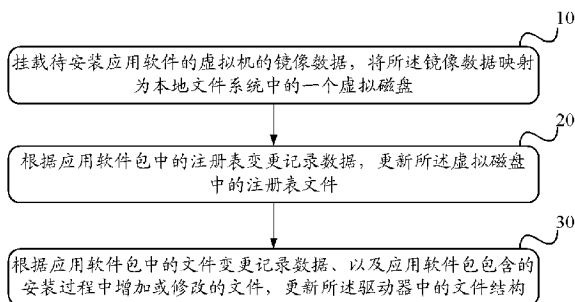 10
挂载待安装应用软件的虚拟机的镜像数据，将所述镜像数据映射
为本地文件系统中的一个虚拟磁盘
20
根据应用软件包中的注册表变更记录数据，更新所述虚拟磁盘
中的注册表文件
30
根据应用软件包中的文件变更记录数据、以及应用软件包包含的
安装过程中增加或修改的文件，更新所述驱动器中的文件结构